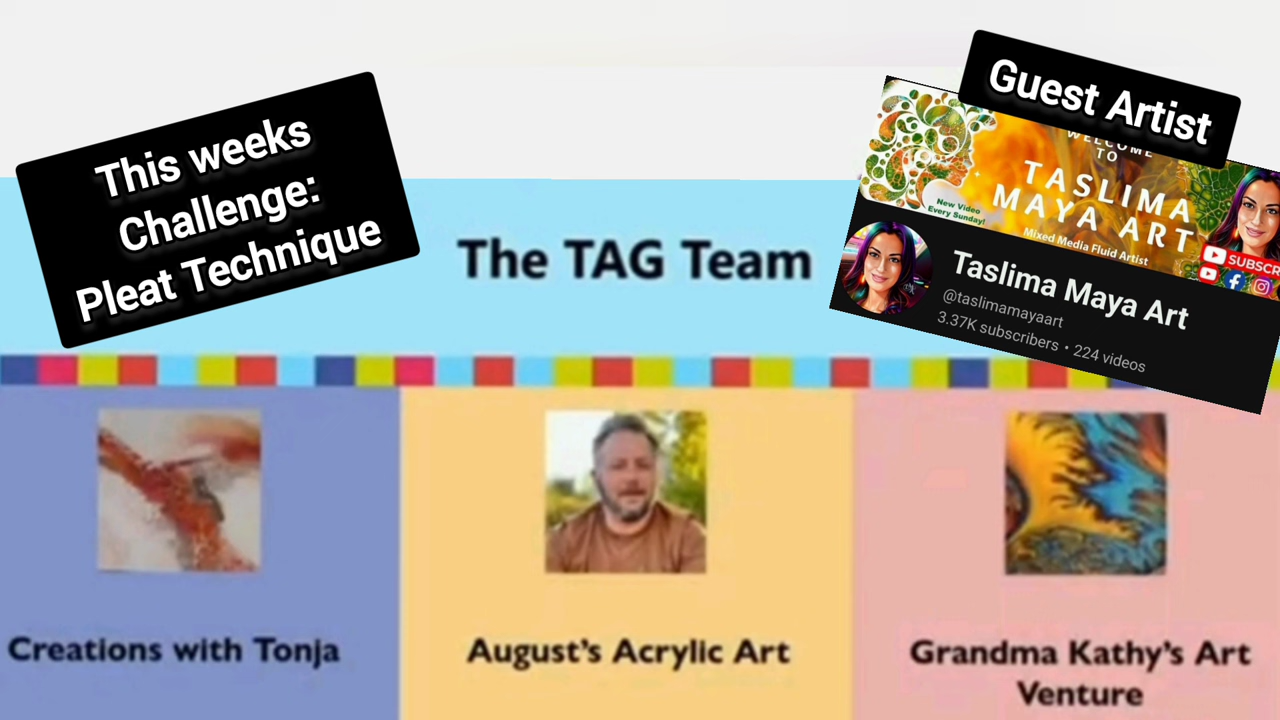 This weeks
Challenge:
Pleat Technique
The TAG Team
Guest Artist
WELCOME
TO
TASLIMA
MAYA ART
Mixed Media Fluid Artist
New Video
Every Sunday!
SUBSCR
Taslima Maya Art
@taslimamayaart
3.37K subscribers • 224 videos
Creations with Tonja
August's Acrylic Art
Grandma Kathy's Art
Venture